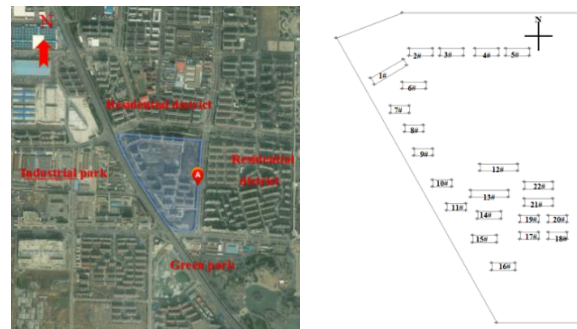 N
Residential district
Residential
district
Industrial park
A
Green park
N
1#
2#
3#
4#
5#
6#
7#
8#
9#
10#
11#
12#
13#
14#
15#
16#
17#
18#
19#
20#
21#
22#